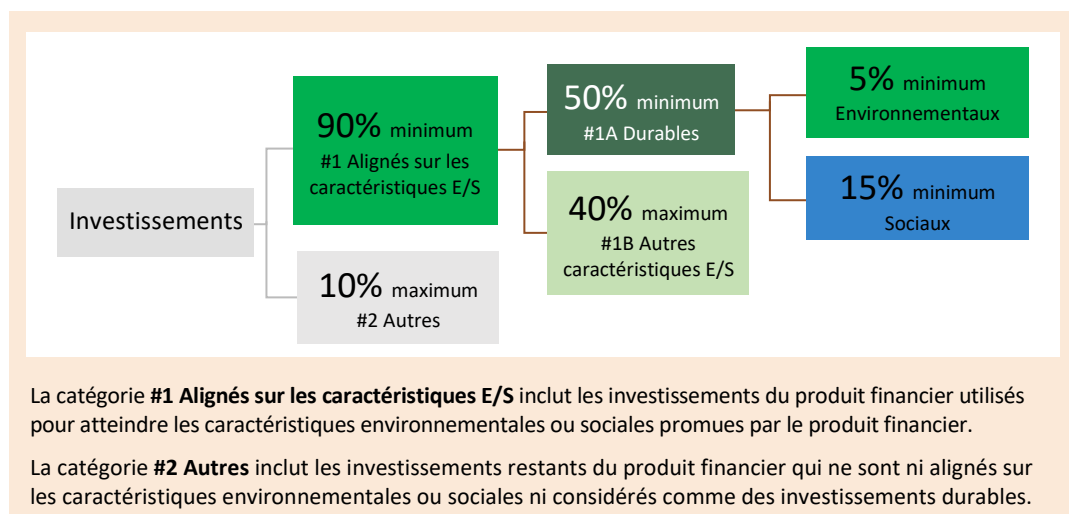 Investissements
90% minimum
#1 Alignés sur les
caractéristiques E/S
10% maximum
#2 Autres
50% minimum
#1A Durables
40% maximum
#1B Autres
caractéristiques E/S
5% minimum
Environnementaux
15% minimum
Sociaux
La catégorie #1 Alignés sur les caractéristiques E/S inclut les investissements du produit financier utilisés
pour atteindre les caractéristiques environnementales ou sociales promues par le produit financier.
La catégorie #2 Autres inclut les investissements restants du produit financier qui ne sont ni alignés sur
les caractéristiques environnementales ou sociales ni considérés comme des investissements durables.